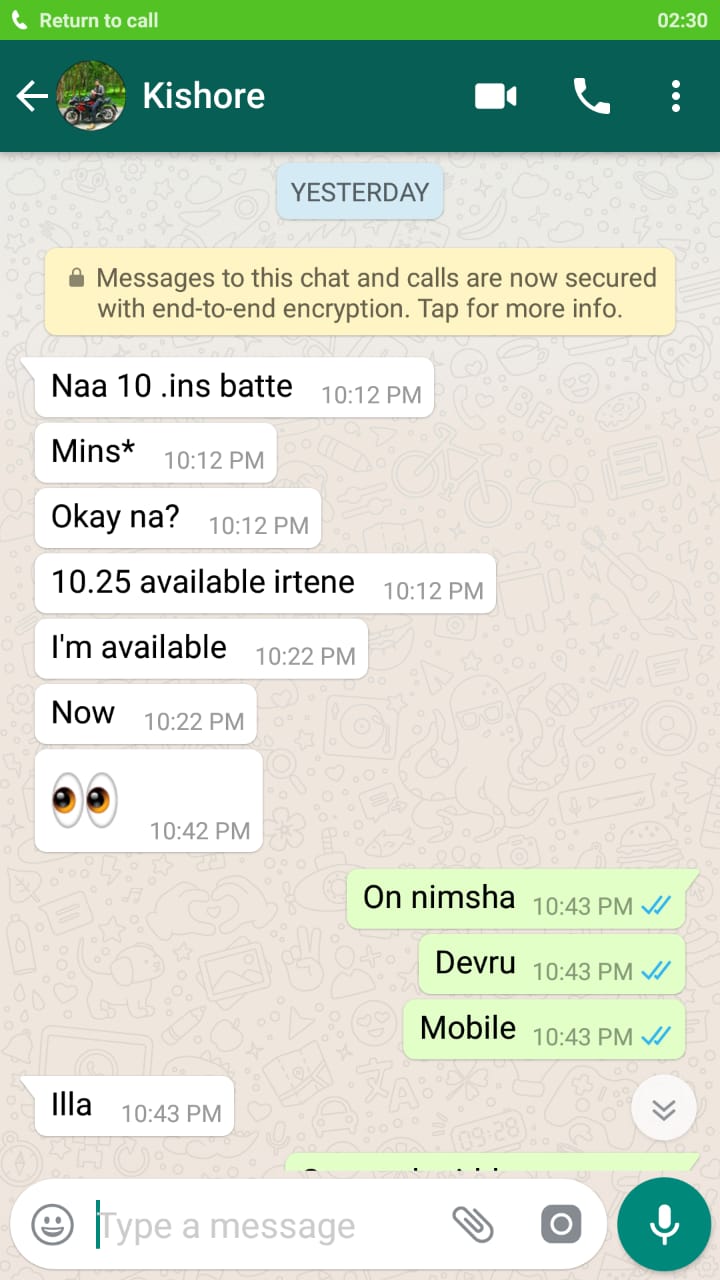 Return to call 02:30
Kishore
YESTERDAY
Messages to this chat and calls are now secured
with end-to-end encryption. Tap for more info.
Naa 10 .ins batte 10:12 PM
Mins* 10:12 PM
Okay na? 10:12 PM
10.25 available irtene 10:12 PM
I'm available 10:22 PM
Now 10:22 PM
👀 10:42 PM
On nimsha 10:43 PM
Devru 10:43 PM
Mobile 10:43 PM
Illa 10:43 PM
Type a message